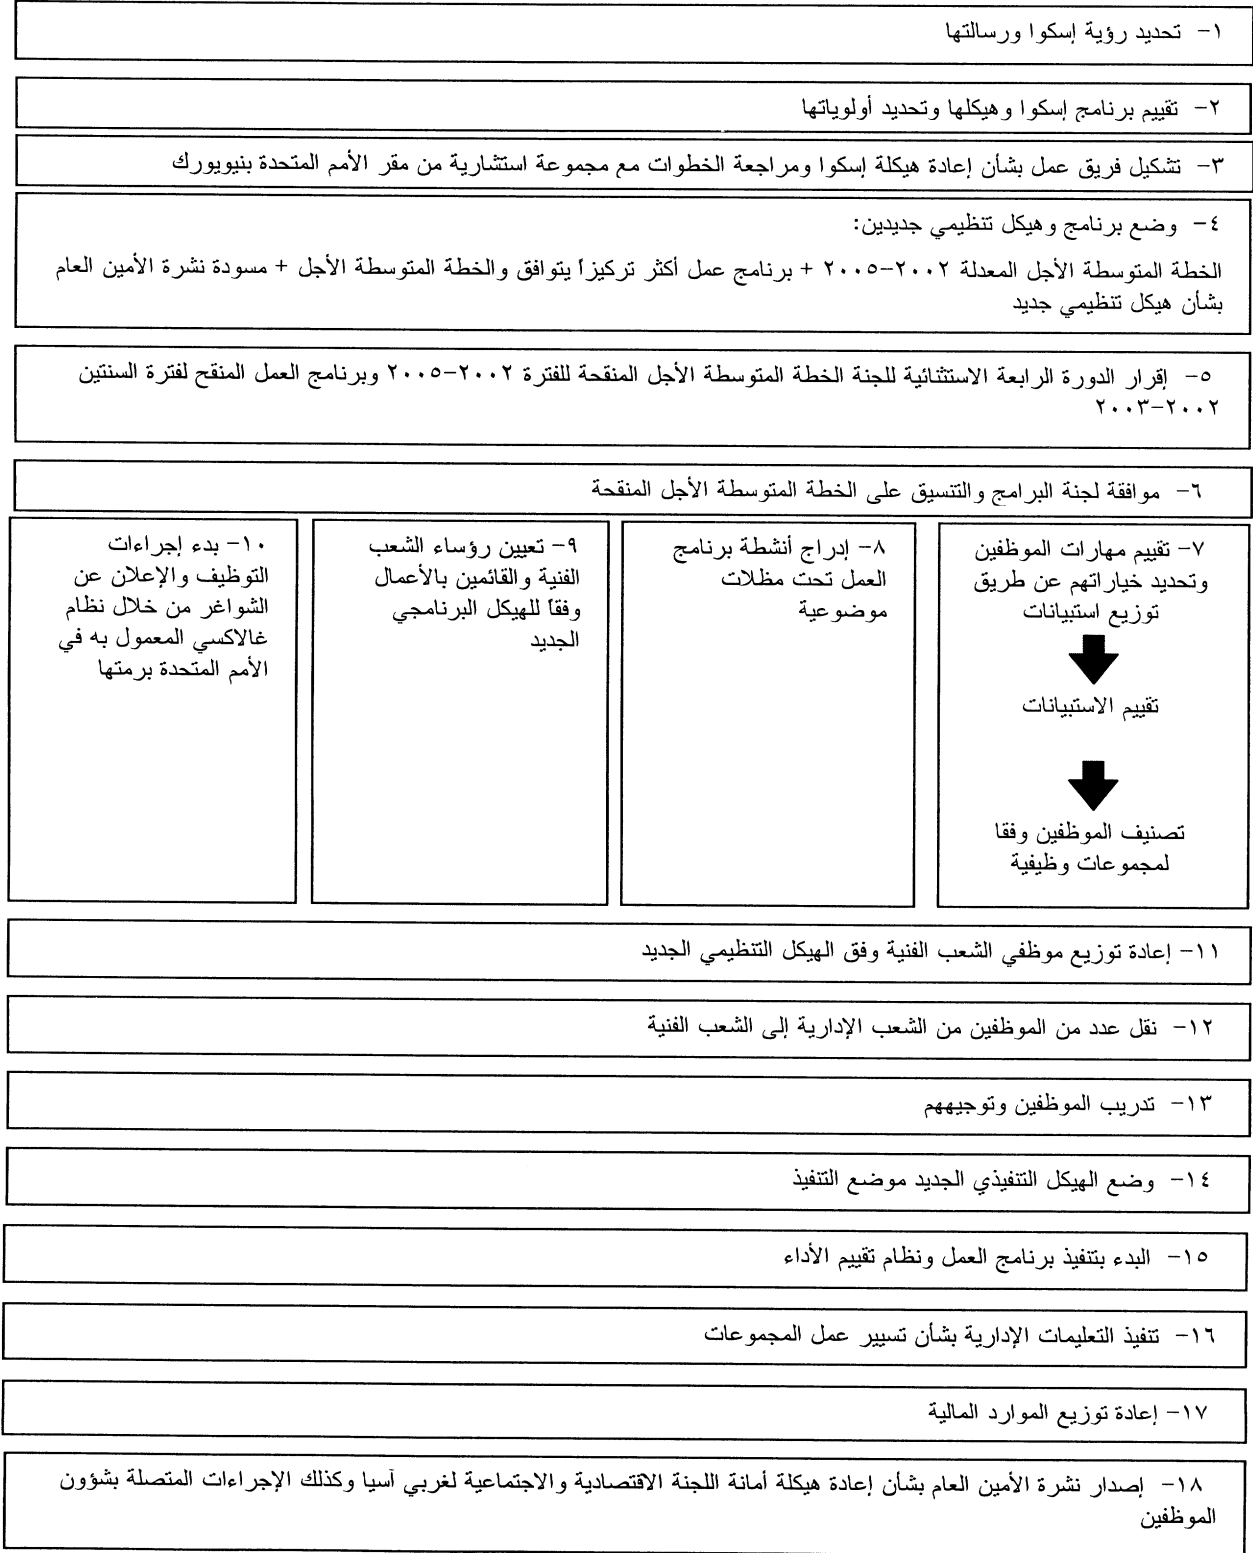 ١- تحديد رؤية إسكوا ورسالتها
٢- تقييم برنامج إسكوا وهيكلها وتحديد أولوياتها
٣- تشكيل فريق عمل بشأن إعادة هيكلة إسكوا ومراجعة الخطوات مع مجموعة استشارية من مقر الأمم المتحدة بنيويورك
٤- وضع برنامج وهيكل تنظيمي جديدين:
الخطة المتوسطة الأجل المعدلة ٢٠٠٢-٢٠٠٥ + برنامج عمل أكثر تركيزاً يتوافق والخطة المتوسطة الأجل + مسودة نشرة الأمين العام
بشأن هيكل تنظيمي جديد
٥- إقرار الدورة الرابعة الاستثنائية للجنة الخطة المتوسطة الأجل المنقحة للفترة ٢٠٠٢-٢٠٠٥ وبرنامج العمل المنقح لفترة السنتين
٢٠٠٢-٢٠٠٣
٦- موافقة لجنة البرامج والتنسيق على الخطة المتوسطة الأجل المنقحة
٧- تقييم مهارات الموظفين
وتحديد خياراتهم عن طريق
توزيع استبيانات
تقييم الاستبيانات
تصنيف الموظفين وفقا
لمجموعات وظيفية
٨- إدراج أنشطة برنامج
العمل تحت مظلات
موضوعية
٩- تعيين رؤساء الشعب
الفنية والقائمين بالأعمال
وفقاً للهيكل البرنامجي
الجديد
١٠- بدء إجراءات
التوظيف والإعلان عن
الشواغر من خلال نظام
غالاكسي المعمول به في
الأمم المتحدة برمتها
١١- إعادة توزيع موظفي الشعب الفنية وفق الهيكل التنظيمي الجديد
١٢- نقل عدد من الموظفين من الشعب الإدارية إلى الشعب الفنية
١٣- تدريب الموظفين وتوجيههم
١٤- وضع الهيكل التنفيذي الجديد موضع التنفيذ
١٥- البدء بتنفيذ برنامج العمل ونظام تقييم الأداء
١٦- تنفيذ التعليمات الإدارية بشأن تسيير عمل المجموعات
١٧- إعادة توزيع الموارد المالية
١٨- إصدار نشرة الأمين العام بشأن إعادة هيكلة أمانة اللجنة الاقتصادية والاجتماعية لغربي آسيا وكذلك الإجراءات المتصلة بشؤون
الموظفين